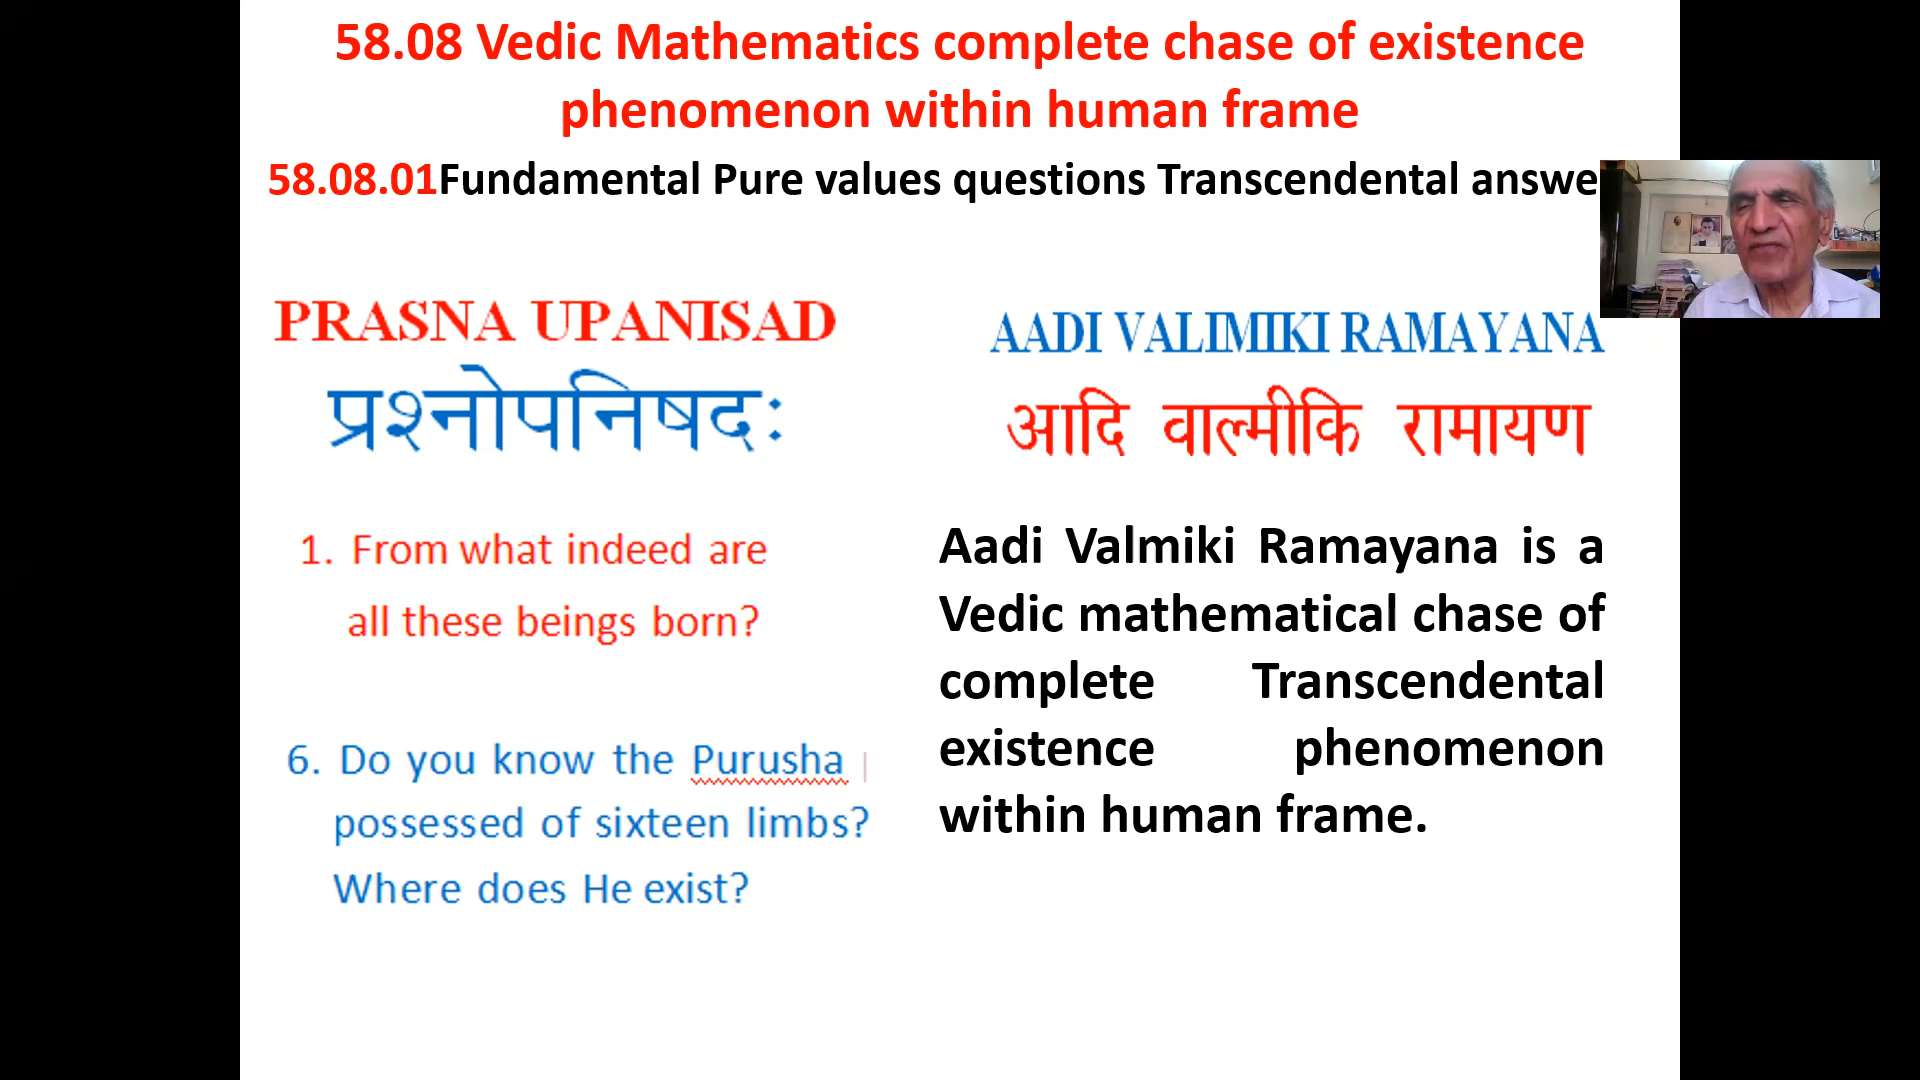 58.08 Vedic Mathematics complete chase of existence
phenomenon within human frame
58.08.01Fundamental Pure values questions Transcendental answe
PRASNA UPANISAD
प्रश्नोपनिषदः
1. From what indeed are
all these beings born?
6. Do you know the Purusha
possessed of sixteen limbs?
Where does He exist?
AADI VALIMIKI RAMAYANA
आदि वाल्मीकि रामायण
Aadi Valmiki Ramayana is a
Vedic mathematical chase of
complete Transcendental
existence phenomenon
within human frame.